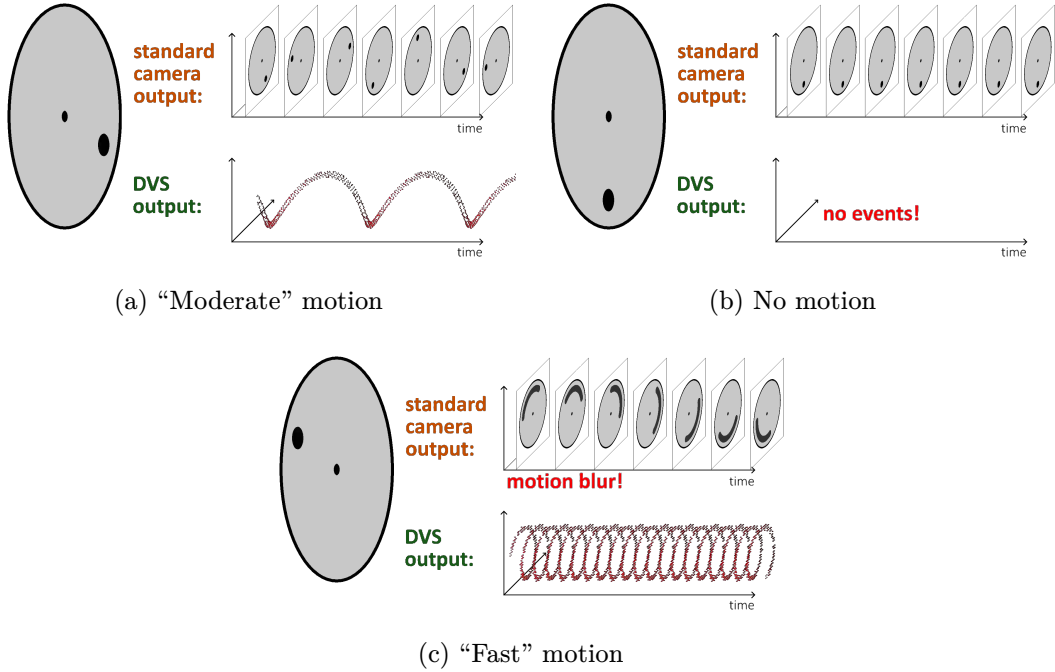 standard
camera
output:
time
DVS
output:
time
(a) “Moderate” motion
standard
camera
output:
time
DVS
output:
no events!
time
(b) No motion
standard
camera
output:
motion blur!
time
DVS
output:
time
(c) “Fast” motion